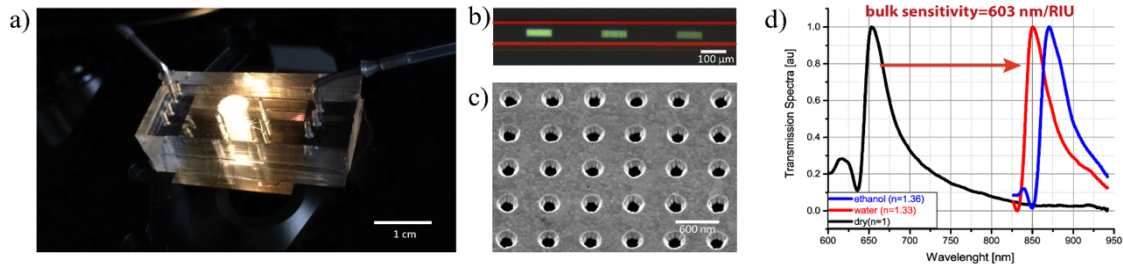 a)
1 cm
b)
100 µm
c)
600 nm
d)
bulk sensitivity=603 nm/RIU
Transmission Spectra [au]
1.0
0.8
0.6
0.4
0.2
0.0
ethanol (n=1.36)
water (n=1.33)
dry(n=1)
600 650 700 750 800 850 900 950
Wavelenght [nm]